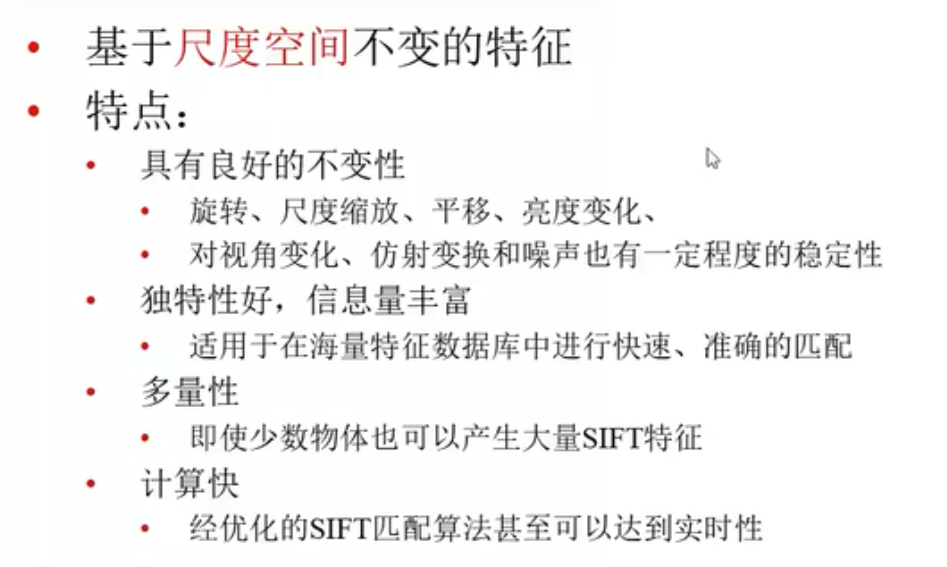 基于尺度空间不变的特征
特点：
具有良好的不变性
旋转、尺度缩放、平移、亮度变化、
对视角变化、仿射变换和噪声也有一定程度的稳定性
独特性好，信息量丰富
适用于在海量特征数据库中进行快速、准确的匹配
多量性
即使少数物体也可以产生大量SIFT特征
计算快
经优化的SIFT匹配算法甚至可以达到实时性